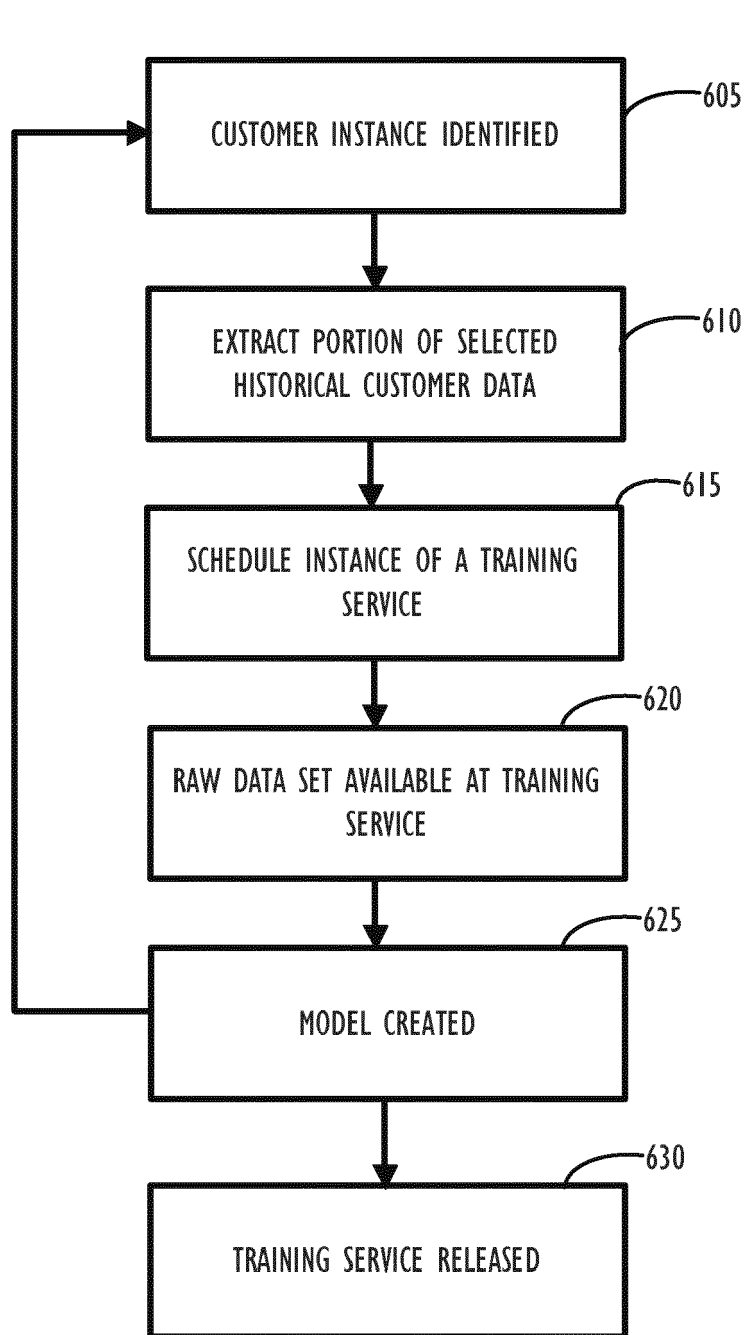 605
CUSTOMER INSTANCE IDENTIFIED
610
EXTRACT PORTION OF SELECTED
HISTORICAL CUSTOMER DATA
615
SCHEDULE INSTANCE OF A TRAINING
SERVICE
620
RAW DATA SET AVAILABLE AT TRAINING
SERVICE
625
MODEL CREATED
630
TRAINING SERVICE RELEASED